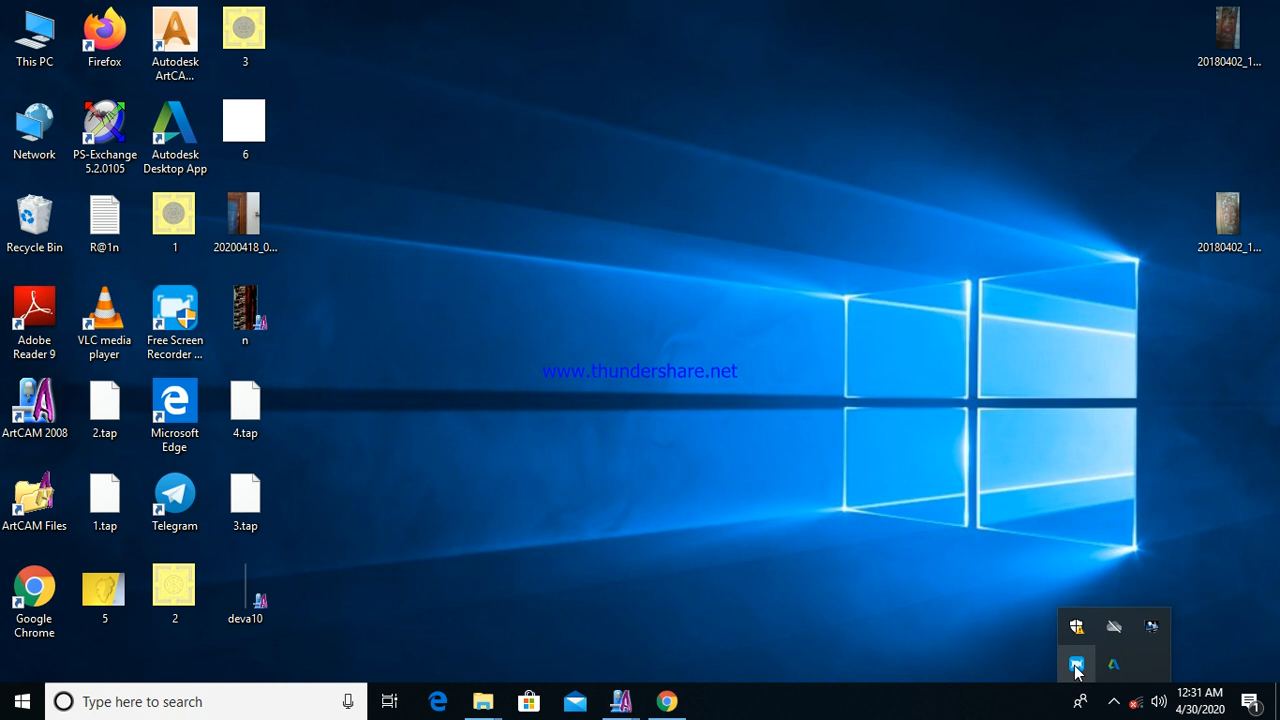 This PC
Firefox
Autodesk
ArtCA...
3
20180402_1...
Network
PS-Exchange
5.2.0105
Autodesk
Desktop App
6
Recycle Bin
R@1n
1
20200418_0...
20180402_1...
Adobe
Reader 9
VLC media
player
Free Screen
Recorder ...
n
www.thundershare.net
ArtCAM 2008
2.tap
Microsoft
Edge
4.tap
ArtCAM Files
1.tap
Telegram
3.tap
Google
Chrome
5
2
deva10
Type here to search
12:31 AM
4/30/2020
1